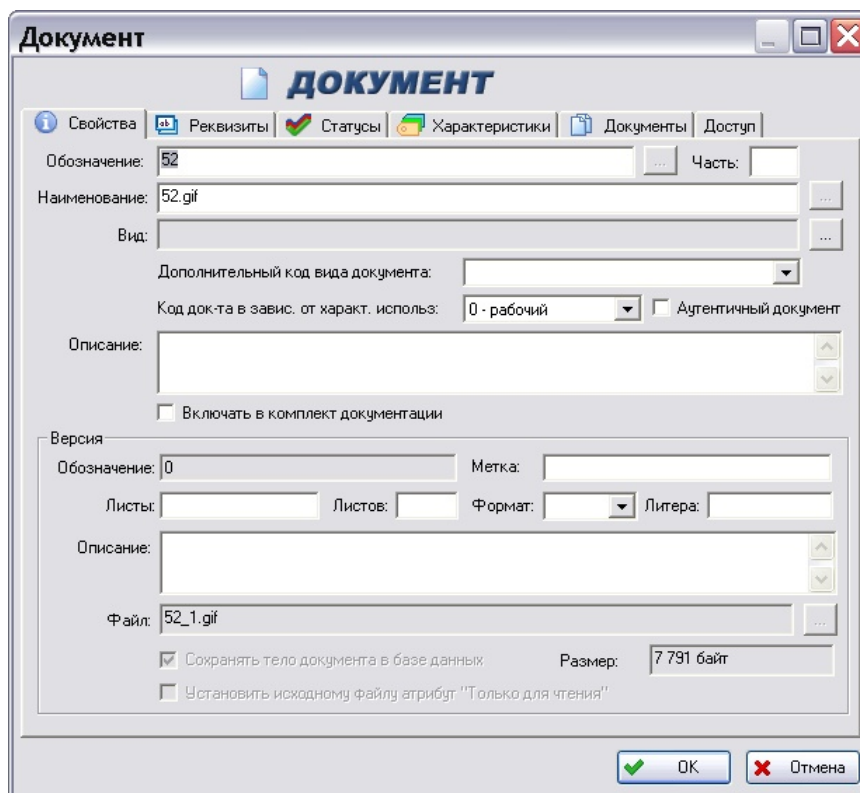 Документ
ДОКУМЕНТ
Свойства Реквизиты Статусы Характеристики Документы Доступ
Обозначение: 52 ... Часть:
Наименование: 52.gif ...
Вид: ...
Дополнительный код вида документа:
Код док-та в завис. от характ. использ: 0 - рабочий Аутентичный документ
Описание:
Включать в комплект документации
Версия
Обозначение: 0 Метка:
Листы: Листов: Формат: Литера:
Описание:
Файл: 52_1.gif ...
Сохранять тело документа в базе данных Размер: 7 791 байт
Установить исходному файлу атрибут "Только для чтения"
OK Отмена